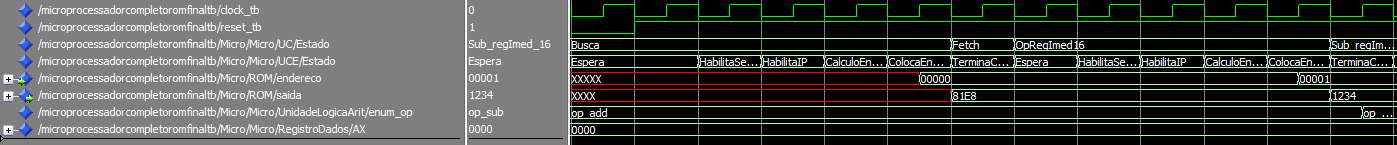 /microprocessadorcompletoromfinaltb/clock_tb 0
/microprocessadorcompletoromfinaltb/reset_tb 1
/microprocessadorcompletoromfinaltb/Micro/Micro/UC/Estado Sub_regImed_16 Busca Fetch OpRegImed16 Sub_regIm...
/microprocessadorcompletoromfinaltb/Micro/Micro/UCE/Estado Espera Espera HabilitaSe... HabilitaIP CalculoEn... ColocaEn... TerminaC... Espera HabilitaSe... HabilitaIP CalculoEn... ColocaEn... TerminaC...
/microprocessadorcompletoromfinaltb/Micro/ROM/endereco 00001 XXXXX 00000 00001
/microprocessadorcompletoromfinaltb/Micro/ROM/saida 1234 XXXX 81E8 1234
/microprocessadorcompletoromfinaltb/Micro/Micro/UnidadeLogicaArit/enum_op op_sub op_add op_...
/microprocessadorcompletoromfinaltb/Micro/Micro/RegistroDados/AX 0000 0000